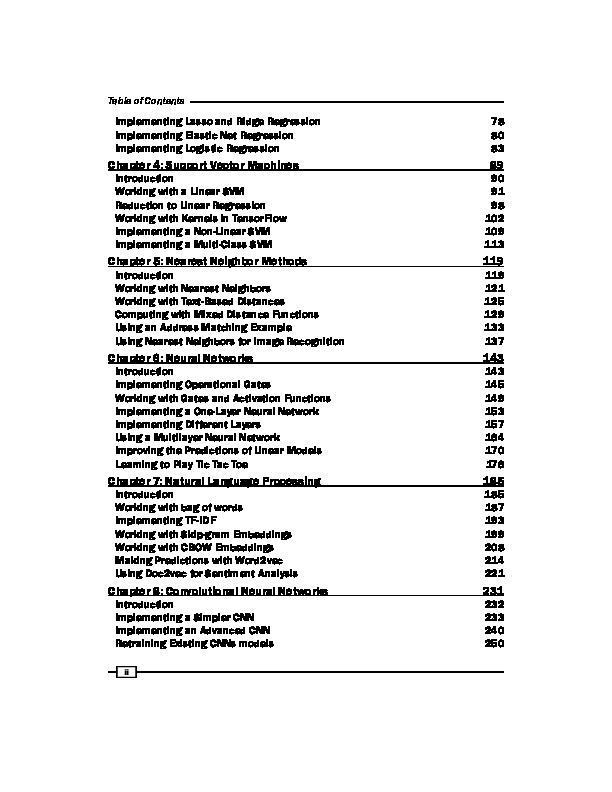 Table of Contents
Implementing Lasso and Ridge Regression 78
Implementing Elastic Net Regression 80
Implementing Logistic Regression 83
Chapter 4: Support Vector Machines 89
Introduction 90
Working with a Linear SVM 91
Reduction to Linear Regression 98
Working with Kernels in TensorFlow 102
Implementing a Non-Linear SVM 109
Implementing a Multi-Class SVM 113
Chapter 5: Nearest Neighbor Methods 119
Introduction 119
Working with Nearest Neighbors 121
Working with Text-Based Distances 125
Computing with Mixed Distance Functions 129
Using an Address Matching Example 133
Using Nearest Neighbors for Image Recognition 137
Chapter 6: Neural Networks 143
Introduction 143
Implementing Operational Gates 145
Working with Gates and Activation Functions 149
Implementing a One-Layer Neural Network 153
Implementing Different Layers 157
Using a Multilayer Neural Network 164
Improving the Predictions of Linear Models 170
Learning to Play Tic Tac Toe 176
Chapter 7: Natural Language Processing 185
Introduction 185
Working with bag of words 187
Implementing TF-IDF 193
Working with Skip-gram Embeddings 199
Working with CBOW Embeddings 208
Making Predictions with Word2vec 214
Using Doc2vec for Sentiment Analysis 221
Chapter 8: Convolutional Neural Networks 231
Introduction 232
Implementing a Simpler CNN 233
Implementing an Advanced CNN 240
Retraining Existing CNNs models 250
ii